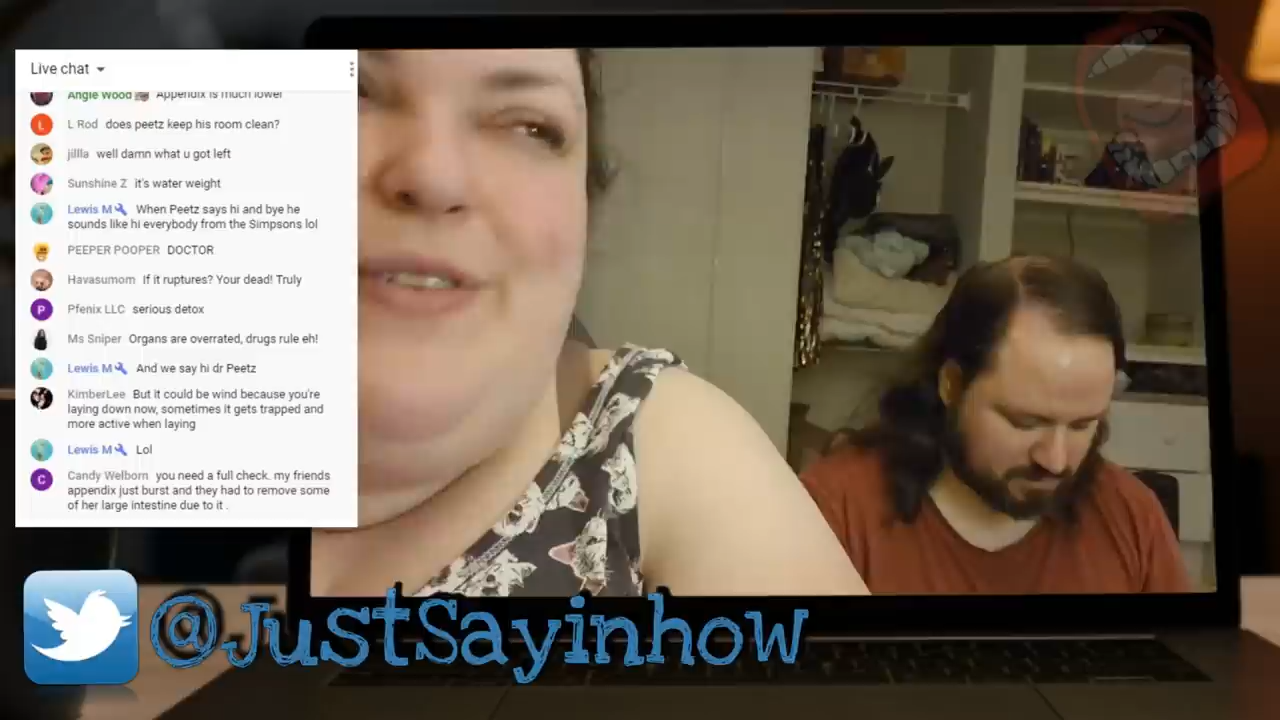 Live chat
Angie Wood Appendix is much lower
L Rod does peetz keep his room clean?
jillla well damn what u got left
Sunshine Z it's water weight
Lewis M When Peetz says hi and bye he
sounds like hi everybody from the Simpsons lol
PEEPER POOPER DOCTOR
Havasumom If it ruptures? Your dead! Truly
Pfenix LLC serious detox
Ms Sniper Organs are overrated, drugs rule eh!
Lewis M And we say hi dr Peetz
KimberLee But it could be wind because you're
laying down now, sometimes it gets trapped and
more active when laying
Lewis M Lol
Candy Welborn you need a full check. my friends
appendix just burst and they had to remove some
of her large intestine due to it .
@JustSayinhow